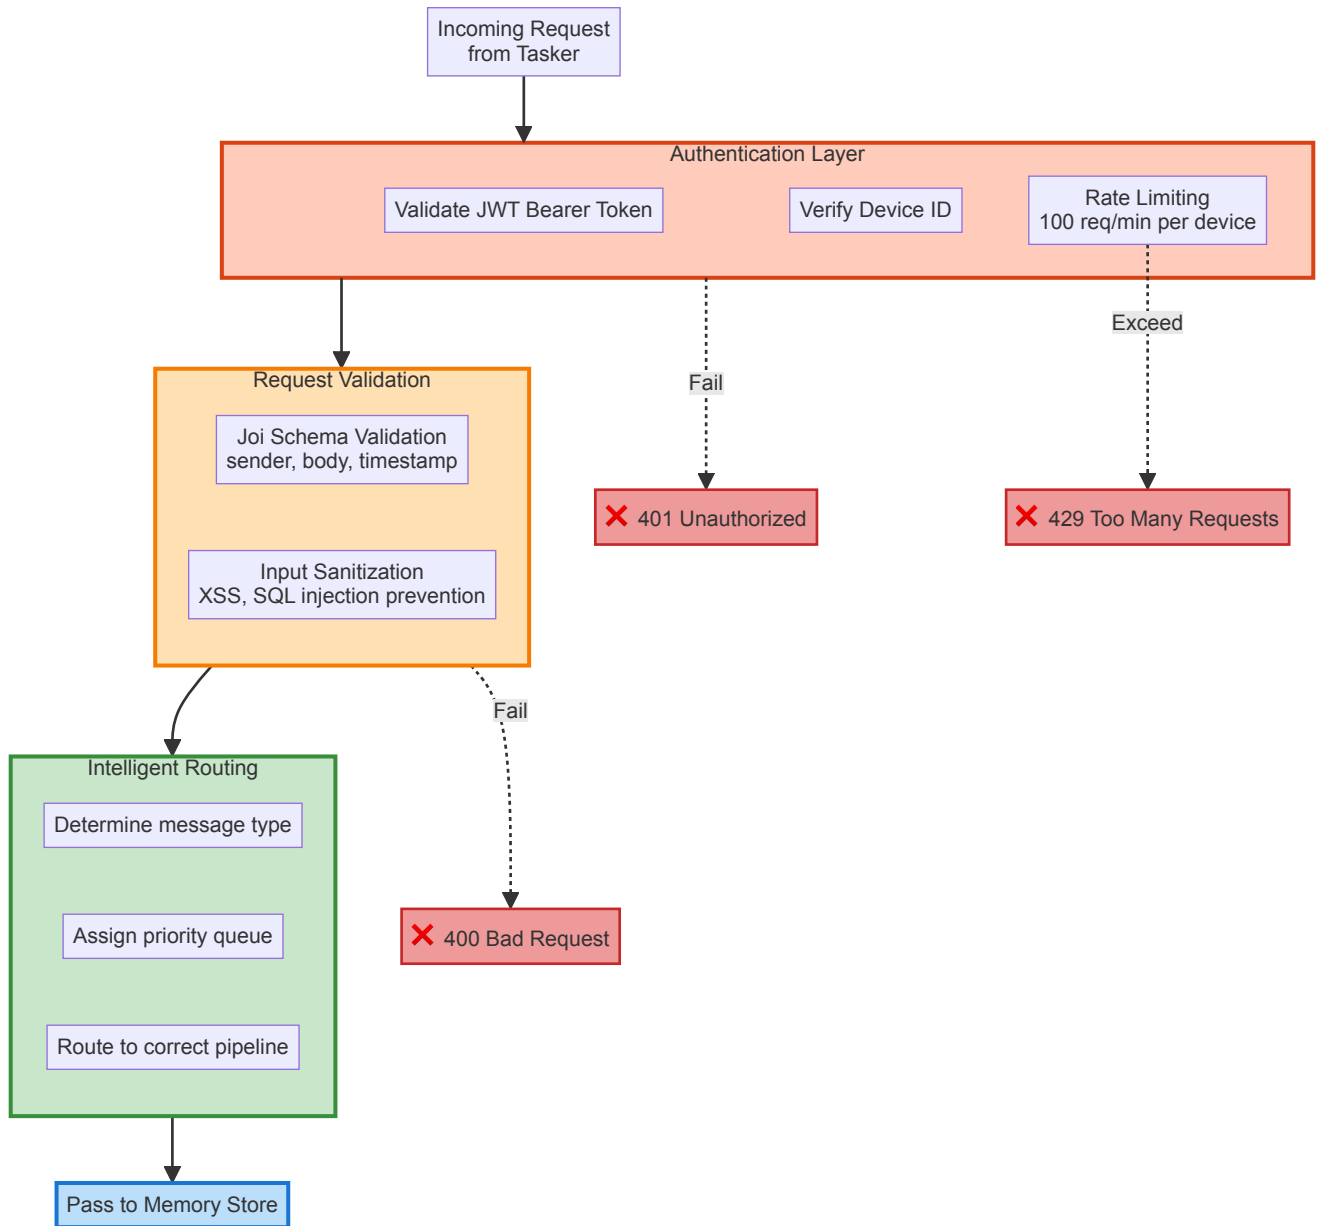 Incoming Request
from Tasker
Authentication Layer
Validate JWT Bearer Token
Verify Device ID
Rate Limiting
100 req/min per device
Exceed
Fail
Request Validation
Joi Schema Validation
sender, body, timestamp
❌ 401 Unauthorized
❌ 429 Too Many Requests
Input Sanitization
XSS, SQL injection prevention
Fail
Intelligent Routing
Determine message type
Assign priority queue
❌ 400 Bad Request
Route to correct pipeline
Pass to Memory Store